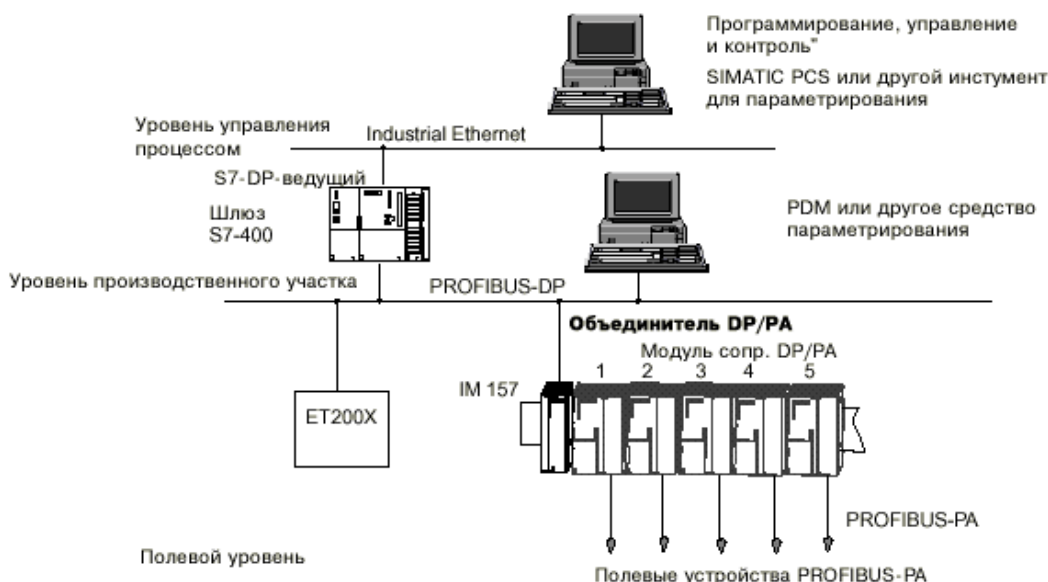 Программирование, управление
и контроль"
SIMATIC PCS или другой инстумент
для параметрирования
Уровень управления
процессом
Industrial Ethernet
S7-DP-ведущий
Шлюз
S7-400
PDM или другое средство
параметрирования
Уровень производственного участка
PROFIBUS-DP
Объединитель DP/PA
Модуль сопр. DP/PA
1 2 3 4 5
IM 157
ET200X
PROFIBUS-PA
Полевой уровень
Полевые устройства PROFIBUS-PA